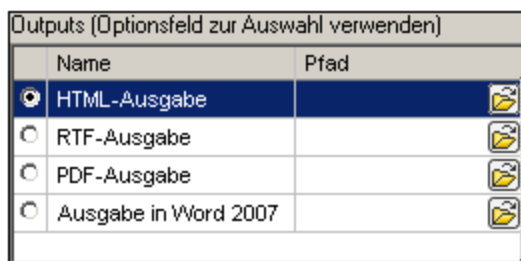 Outputs (Optionsfeld zur Auswahl verwenden)
Name Pfad
HTML-Ausgabe
RTF-Ausgabe
PDF-Ausgabe
Ausgabe in Word 2007